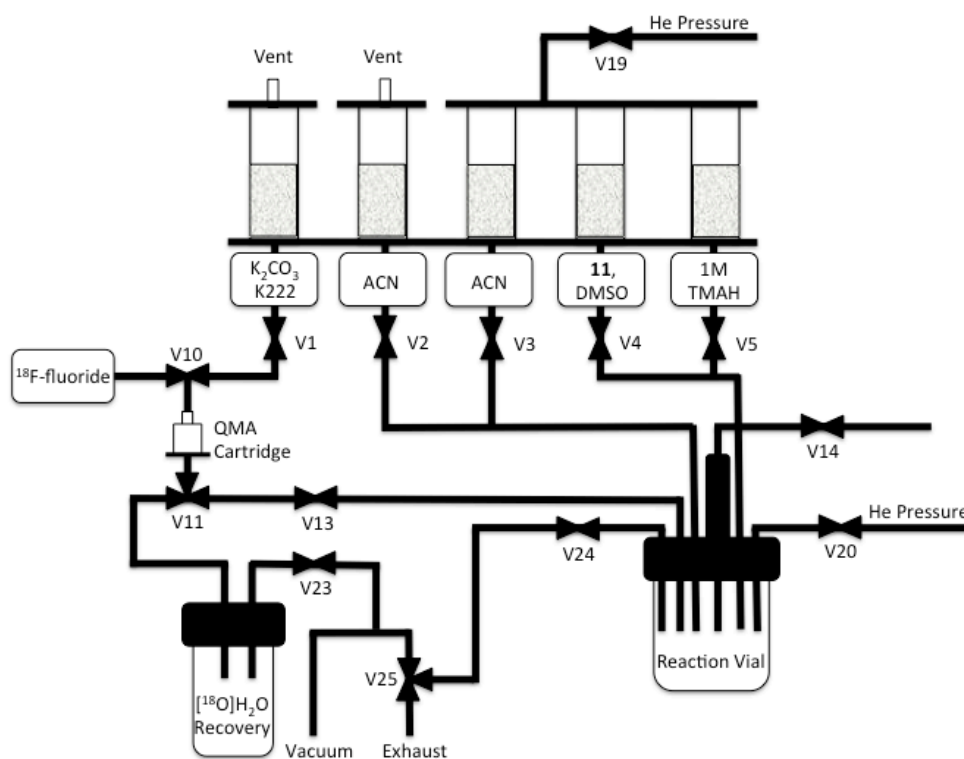 He Pressure
Vent
Vent
V19
K₂CO₃
K222
ACN
ACN
11,
DMSO
1M
TMAH
V1
V2
V3
V4
V5
V10
¹⁸F-fluoride
QMA
Cartridge
V14
V11
V13
V24
He Pressure
V20
V23
Reaction Vial
V25
[¹⁸O]H₂O
Recovery
Vacuum
Exhaust